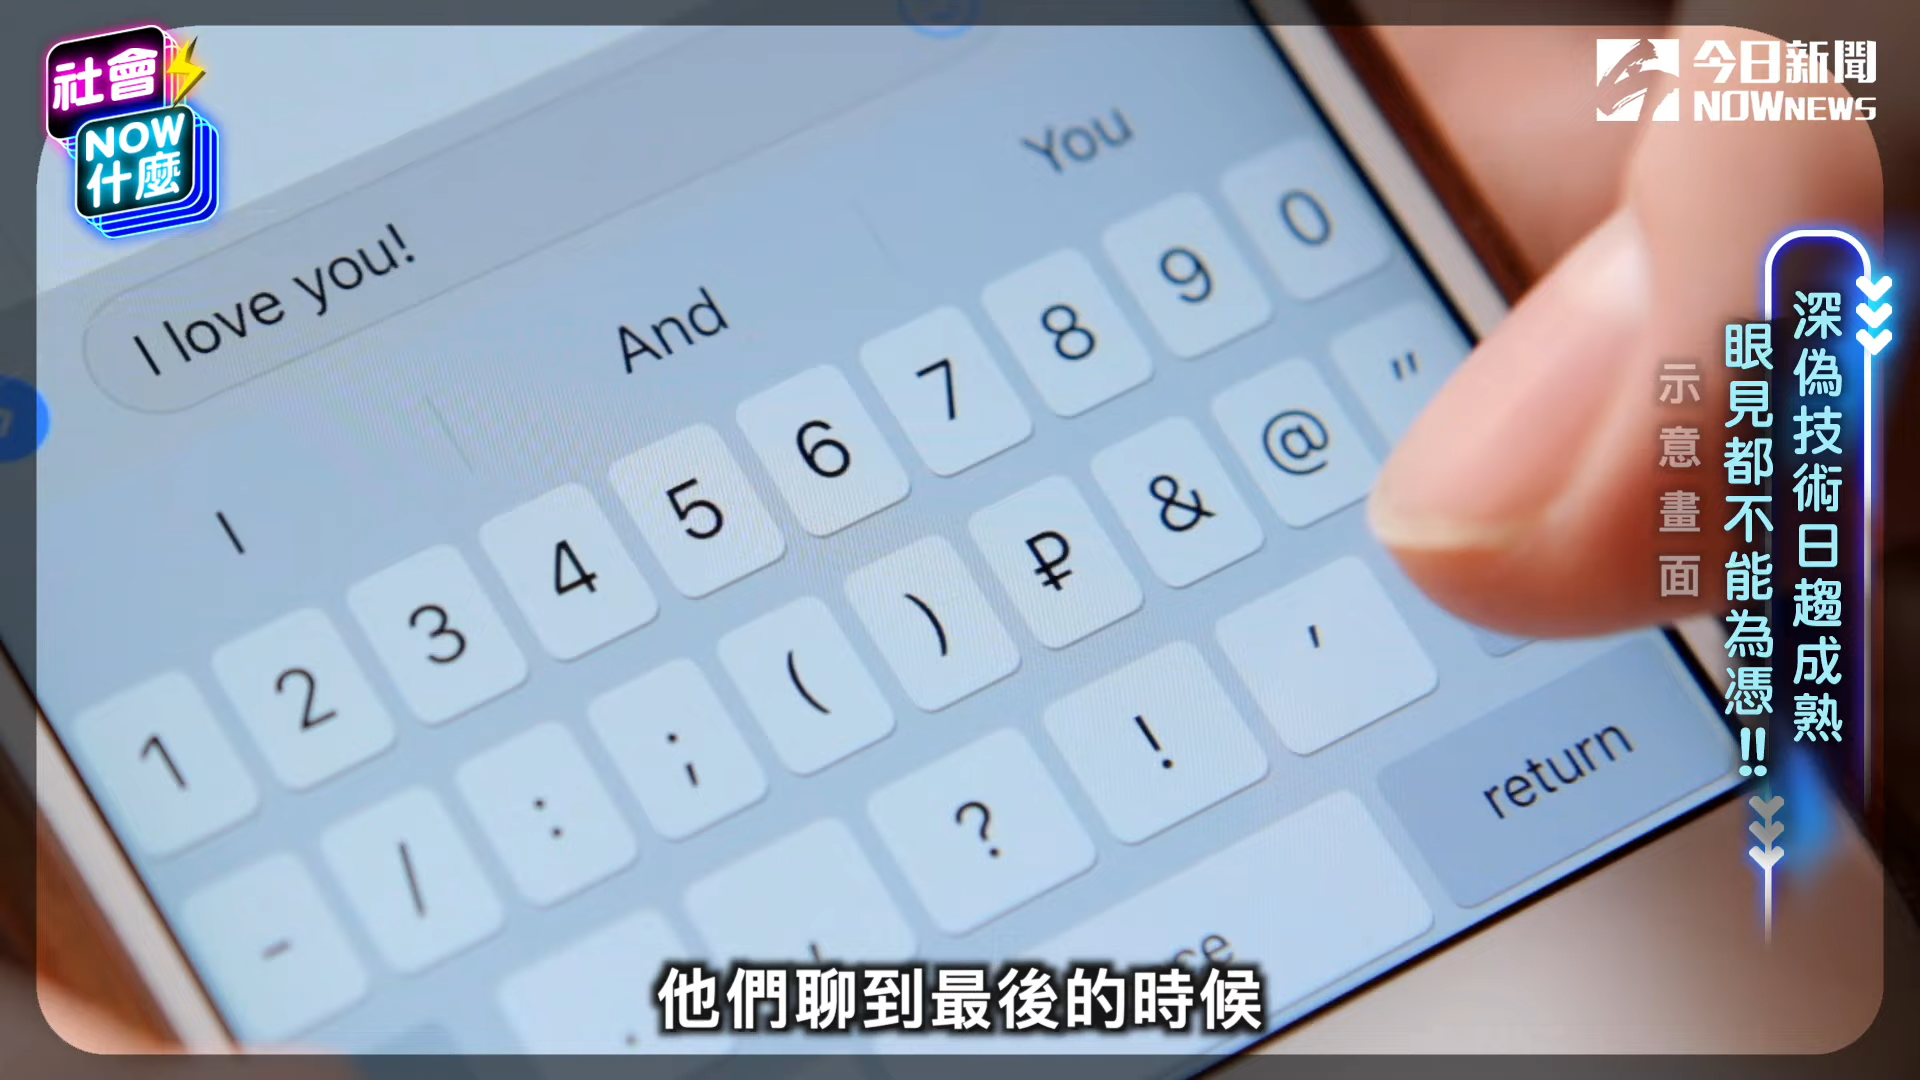 社會
NOW
什麼
今日新聞
NOWNEWS
深偽技術日趨成熟
眼見都不能為憑!!
示意畫面
I love you!
I
And
You
1 2 3 4 5 6 7 8 9 0
- / : ; ( ) ₽ & @ "
. , ? ! '
return
他們聊到最後的時候